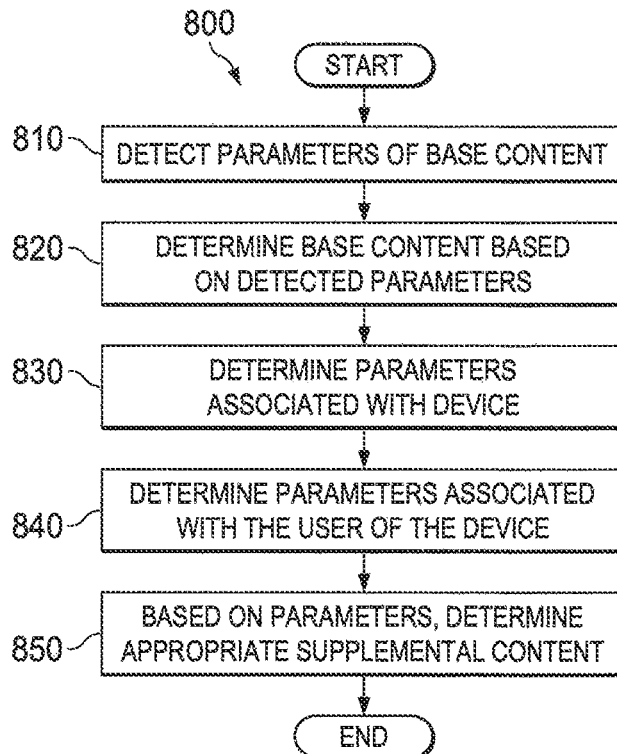 800
START
810
DETECT PARAMETERS OF BASE CONTENT
820
DETERMINE BASE CONTENT BASED
ON DETECTED PARAMETERS
830
DETERMINE PARAMETERS
ASSOCIATED WITH DEVICE
840
DETERMINE PARAMETERS ASSOCIATED
WITH THE USER OF THE DEVICE
850
BASED ON PARAMETERS, DETERMINE
APPROPRIATE SUPPLEMENTAL CONTENT
END